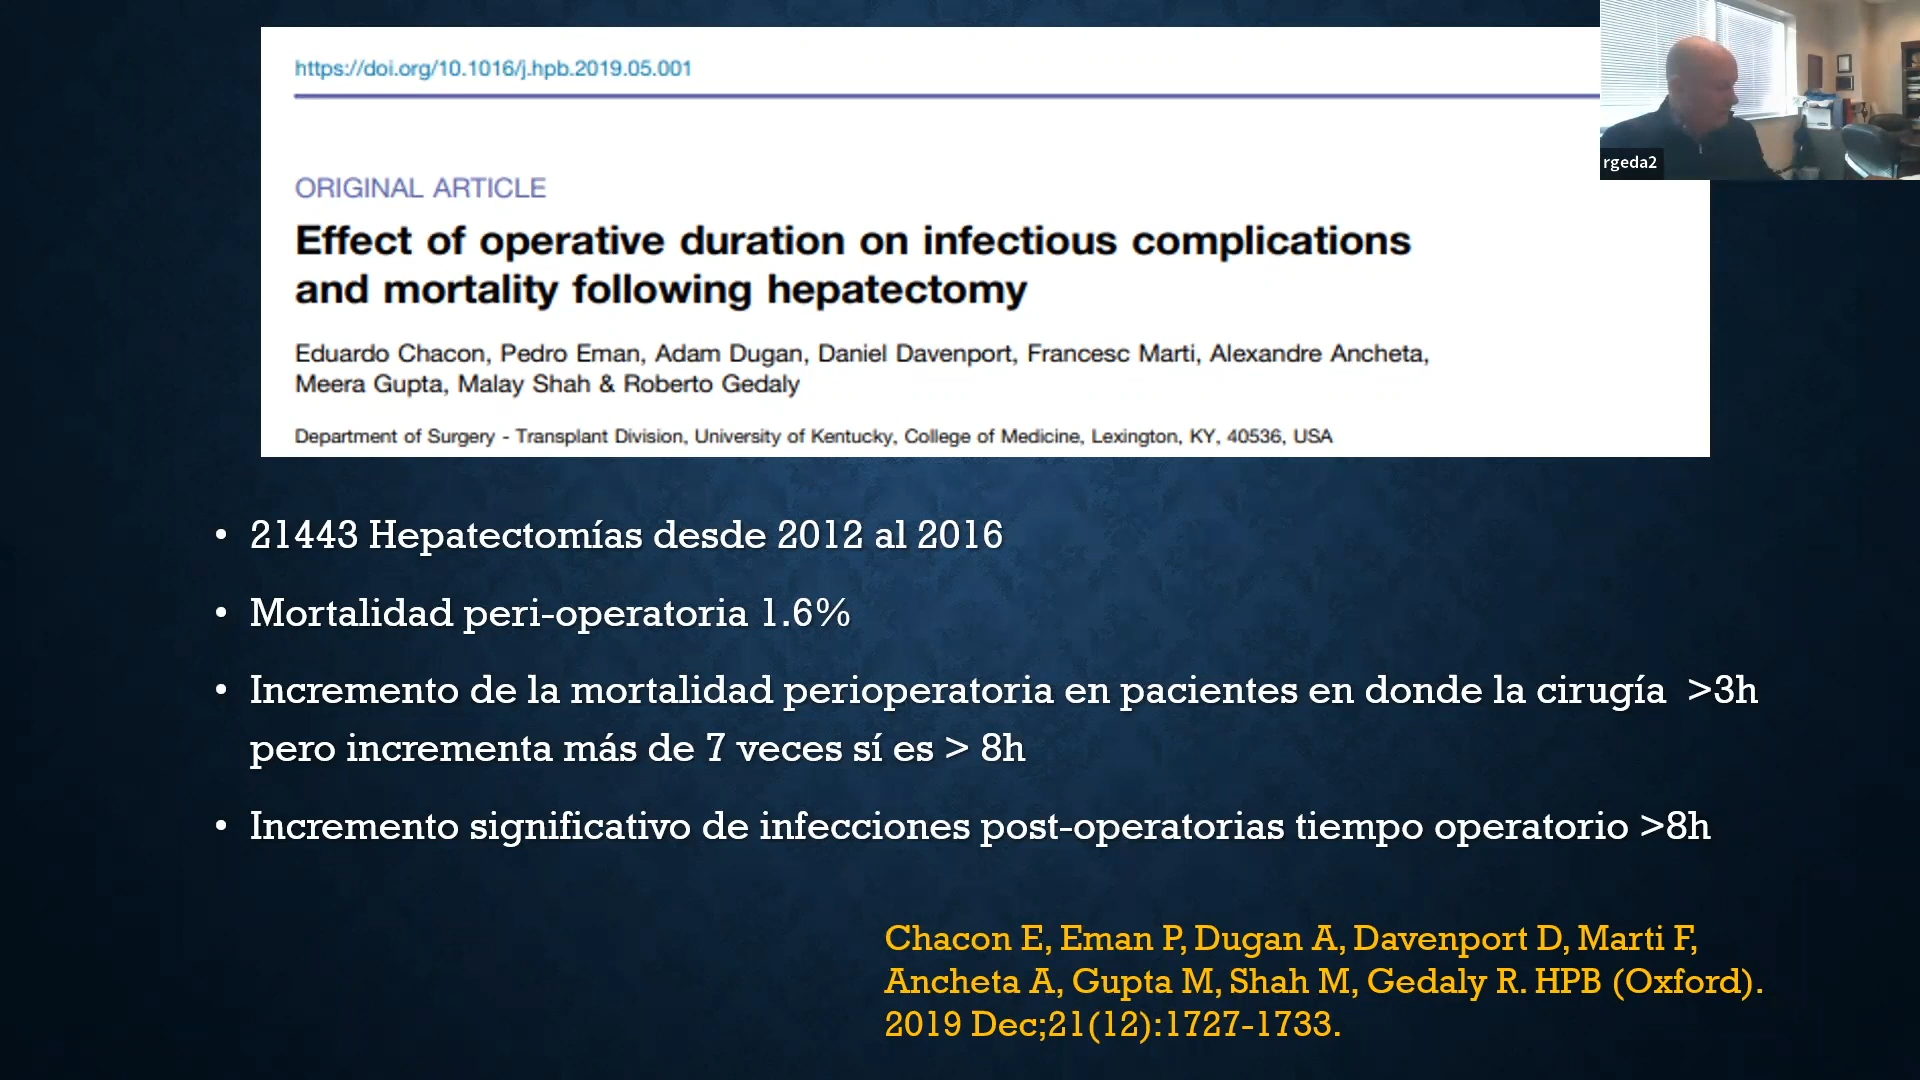 https://doi.org/10.1016/j.hpb.2019.05.001
rgeda2
ORIGINAL ARTICLE
Effect of operative duration on infectious complications
and mortality following hepatectomy
Eduardo Chacon, Pedro Eman, Adam Dugan, Daniel Davenport, Francesc Marti, Alexandre Ancheta,
Meera Gupta, Malay Shah & Roberto Gedaly
Department of Surgery - Transplant Division, University of Kentucky, College of Medicine, Lexington, KY, 40536, USA
• 21443 Hepatectomías desde 2012 al 2016
• Mortalidad peri-operatoria 1.6%
• Incremento de la mortalidad perioperatoria en pacientes en donde la cirugía >3h
pero incrementa más de 7 veces sí es > 8h
• Incremento significativo de infecciones post-operatorias tiempo operatorio >8h
Chacon E, Eman P, Dugan A, Davenport D, Marti F,
Ancheta A, Gupta M, Shah M, Gedaly R. HPB (Oxford).
2019 Dec;21(12):1727-1733.